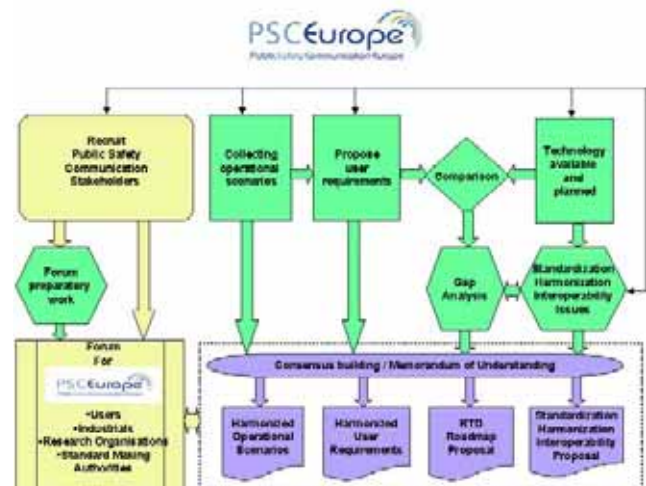 PSCEurope
Public Safety Communication Europe
Recruit
Public Safety
Communication
Stakeholders
Collecting
operational
scenarios
Propose
user
requirements
Comparison
Technology
available
and
planned
Forum
preparatory
work
Gap
Analysis
Standardization
Harmonization
Interoperability
Issues
Forum
For
PSCEurope
•Users
•Industrials
•Research Organisations
•Standard Making
Authorities
Consensus building / Memorandum of Understanding
Harmonized
Operational
Scenarios
Harmonized
User
Requirements
RTD
Roadmap
Proposal
Standardization
Harmonization
Interoperability
Proposal